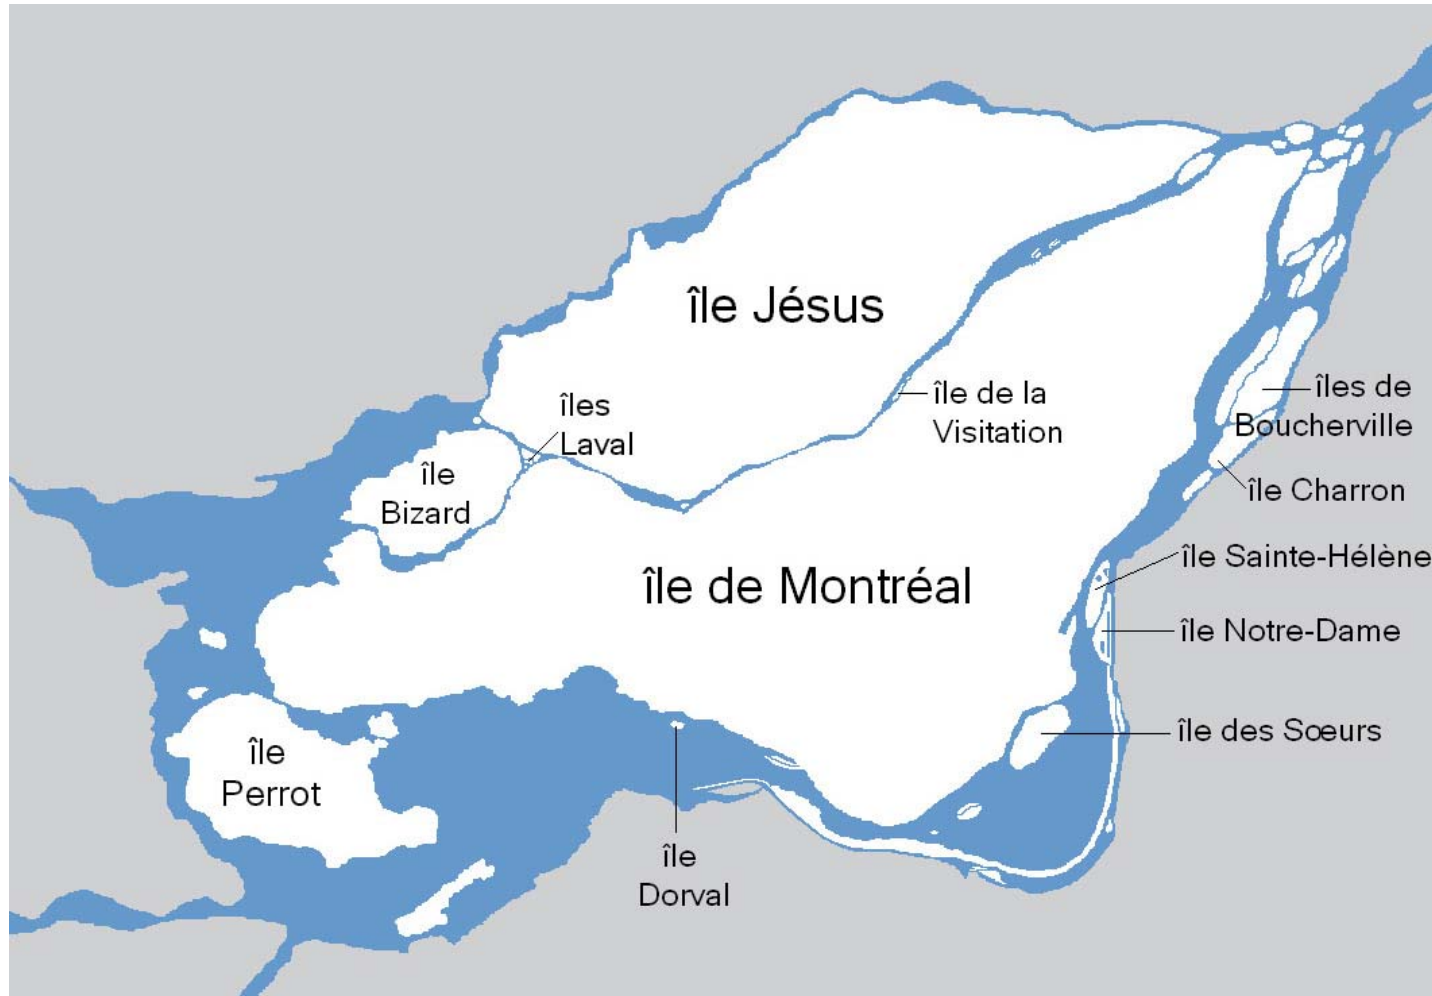 île Jésus
île de la
Visitation
îles de
Boucherville
îles
Laval
île
Bizard
île Charron
île Sainte-Hélène
île de Montréal
île Notre-Dame
île des Sœurs
île
Perrot
île
Dorval